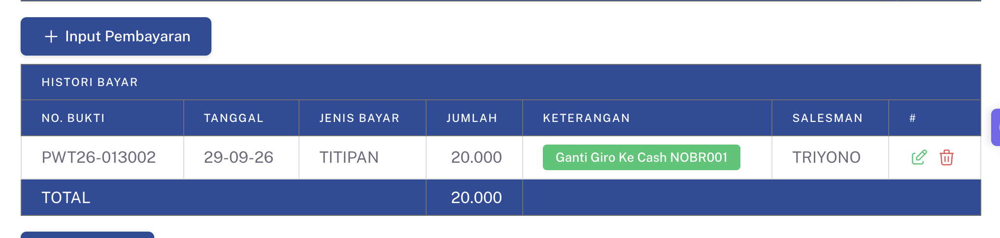 Input Pembayaran
HISTORI BAYAR
NO. BUKTI TANGGAL JENIS BAYAR JUMLAH KETERANGAN SALESMAN #
PWT26-013002 29-09-26 TITIPAN 20.000 Ganti Giro Ke Cash NOBR001 TRIYONO
TOTAL 20.000